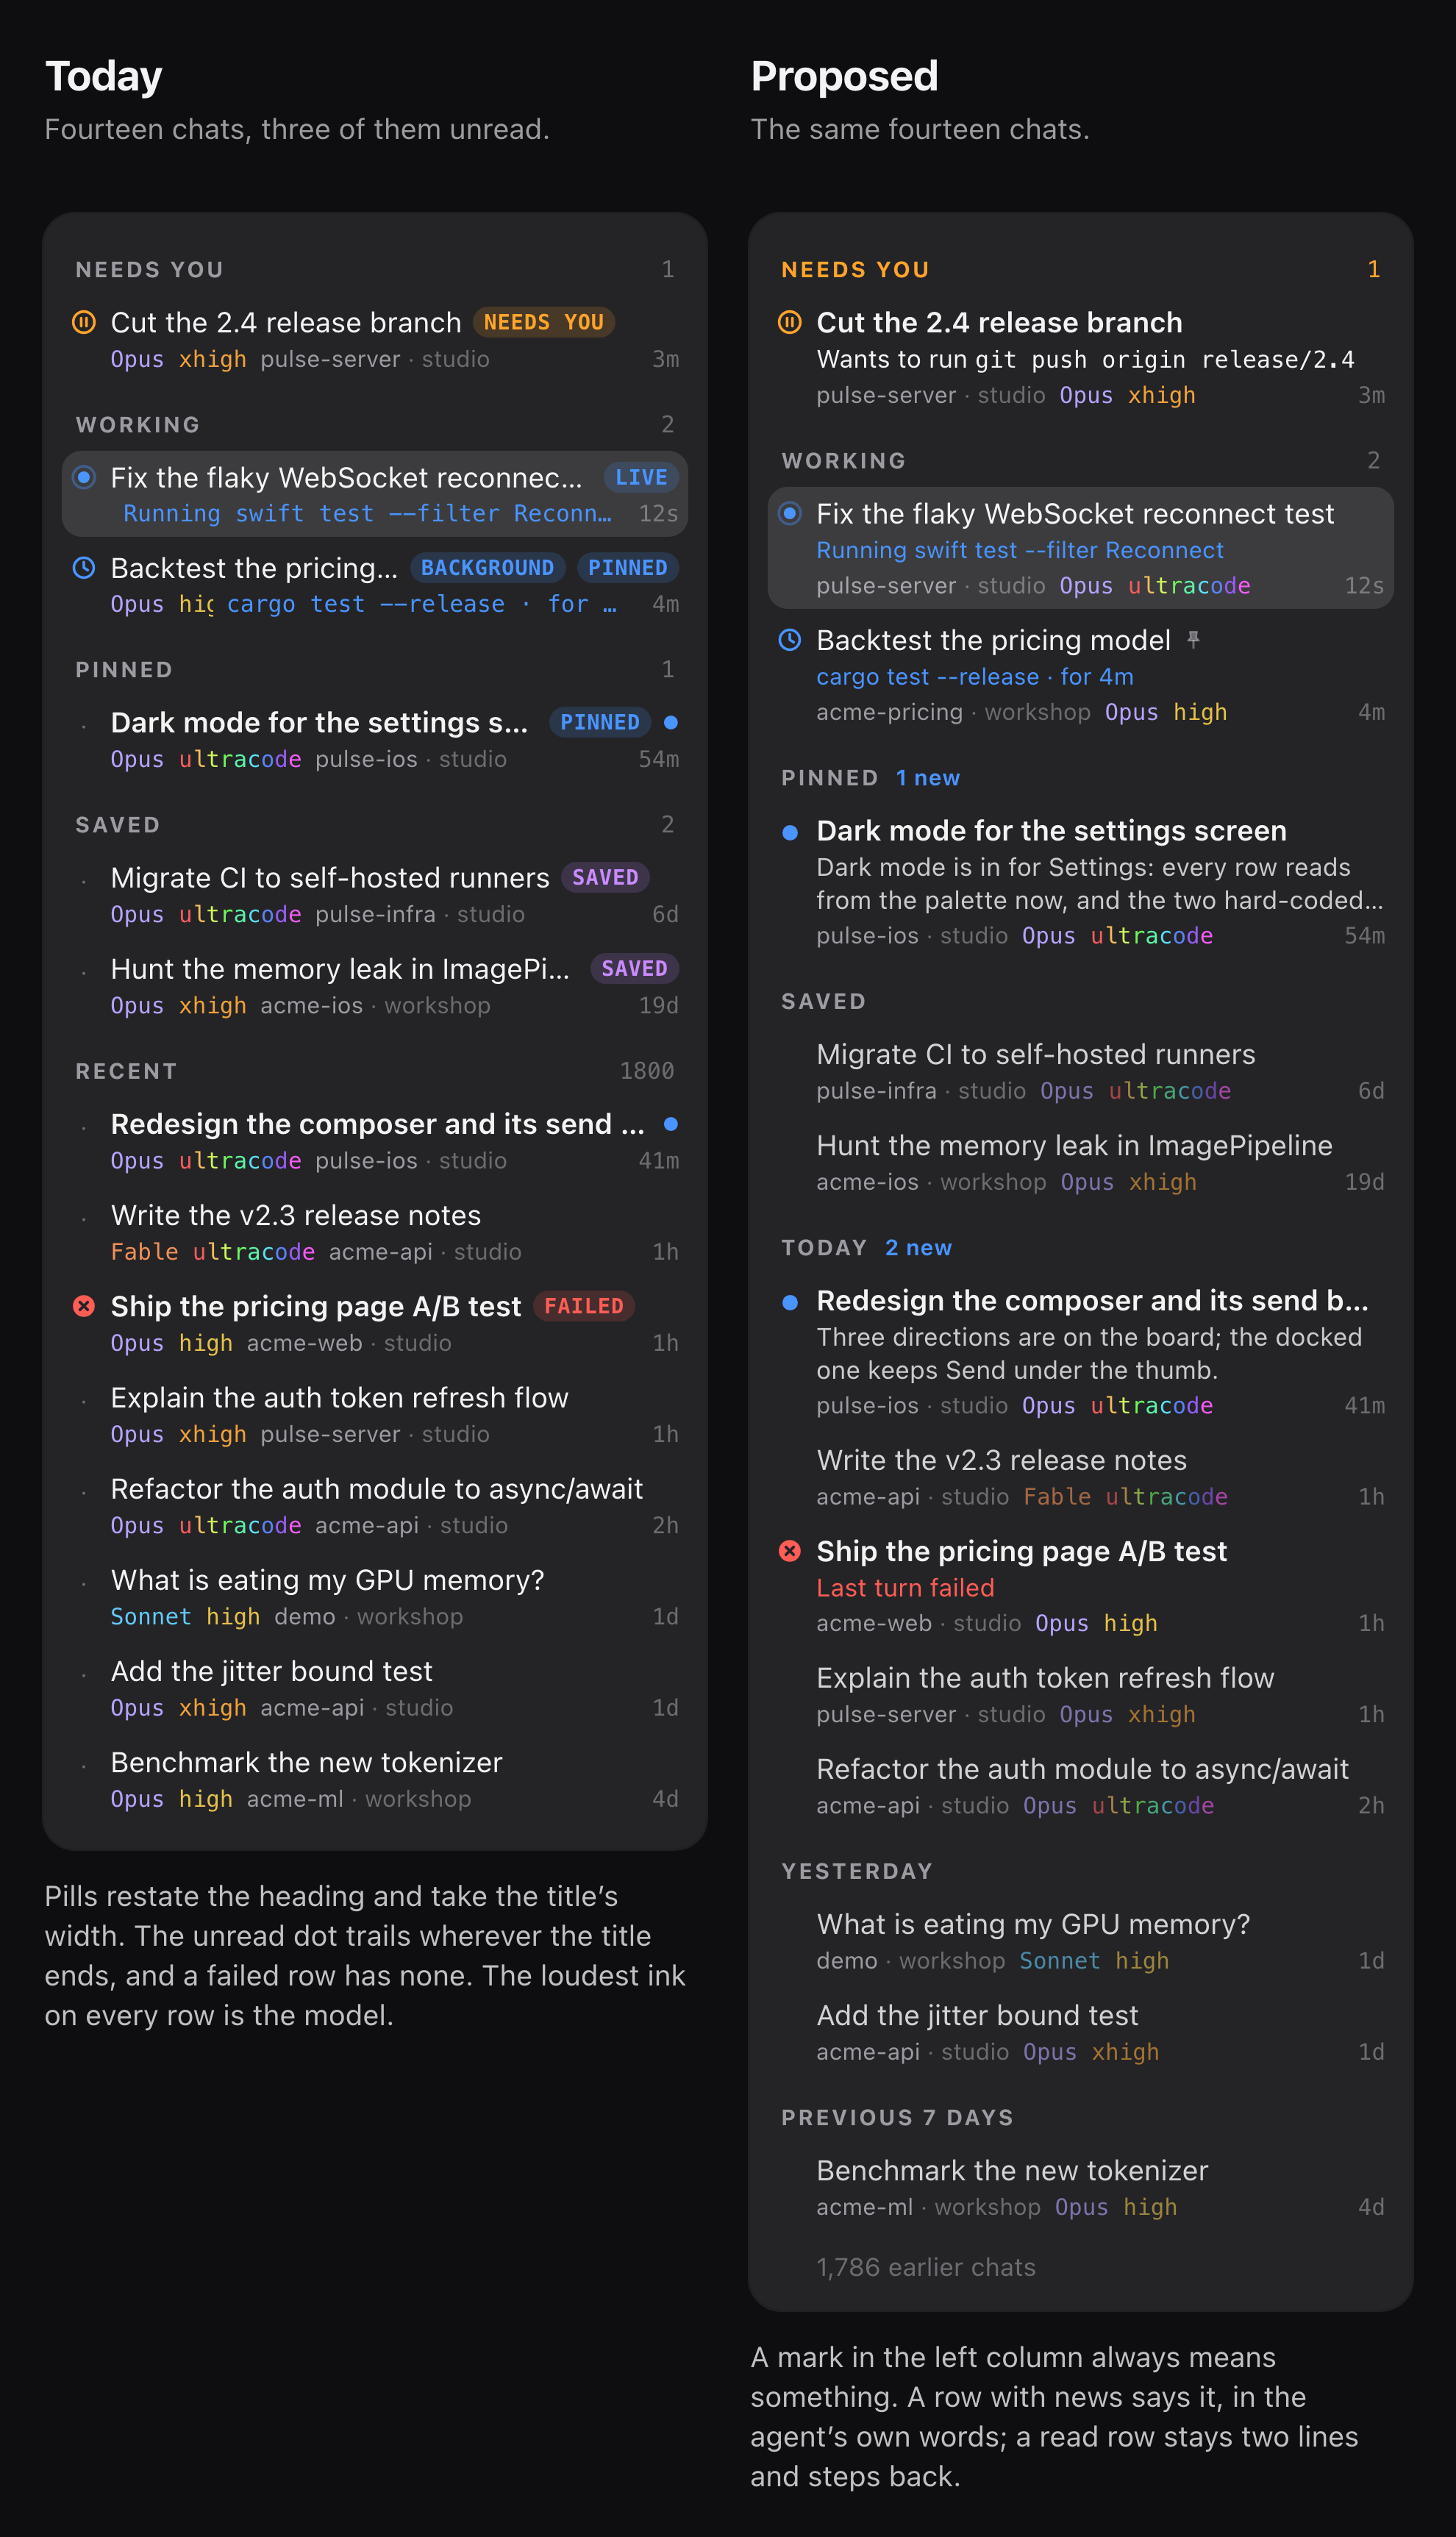 Today
Fourteen chats, three of them unread.
NEEDS YOU 1
Cut the 2.4 release branch NEEDS YOU
Opus xhigh pulse-server · studio 3m
WORKING 2
Fix the flaky WebSocket reconnec... LIVE
Running swift test --filter Reconn... 12s
Backtest the pricing... BACKGROUND PINNED
Opus hig cargo test --release · for ... 4m
PINNED 1
Dark mode for the settings s... PINNED
Opus ultracode pulse-ios · studio 54m
SAVED 2
Migrate CI to self-hosted runners SAVED
Opus ultracode pulse-infra · studio 6d
Hunt the memory leak in ImagePi... SAVED
Opus xhigh acme-ios · workshop 19d
RECENT 1800
Redesign the composer and its send ...
Opus ultracode pulse-ios · studio 41m
Write the v2.3 release notes
Fable ultracode acme-api · studio 1h
Ship the pricing page A/B test FAILED
Opus high acme-web · studio 1h
Explain the auth token refresh flow
Opus xhigh pulse-server · studio 1h
Refactor the auth module to async/await
Opus ultracode acme-api · studio 2h
What is eating my GPU memory?
Sonnet high demo · workshop 1d
Add the jitter bound test
Opus xhigh acme-api · studio 1d
Benchmark the new tokenizer
Opus high acme-ml · workshop 4d
Pills restate the heading and take the title’s
width. The unread dot trails wherever the title
ends, and a failed row has none. The loudest ink
on every row is the model.
Proposed
The same fourteen chats.
NEEDS YOU 1
Cut the 2.4 release branch
Wants to run git push origin release/2.4
pulse-server · studio Opus xhigh 3m
WORKING 2
Fix the flaky WebSocket reconnect test
Running swift test --filter Reconnect
pulse-server · studio Opus ultracode 12s
Backtest the pricing model
cargo test --release · for 4m
acme-pricing · workshop Opus high 4m
PINNED 1 new
Dark mode for the settings screen
Dark mode is in for Settings: every row reads
from the palette now, and the two hard-coded...
pulse-ios · studio Opus ultracode 54m
SAVED
Migrate CI to self-hosted runners
pulse-infra · studio Opus ultracode 6d
Hunt the memory leak in ImagePipeline
acme-ios · workshop Opus xhigh 19d
TODAY 2 new
Redesign the composer and its send b...
Three directions are on the board; the docked
one keeps Send under the thumb.
pulse-ios · studio Opus ultracode 41m
Write the v2.3 release notes
acme-api · studio Fable ultracode 1h
Ship the pricing page A/B test
Last turn failed
acme-web · studio Opus high 1h
Explain the auth token refresh flow
pulse-server · studio Opus xhigh 1h
Refactor the auth module to async/await
acme-api · studio Opus ultracode 2h
YESTERDAY
What is eating my GPU memory?
demo · workshop Sonnet high 1d
Add the jitter bound test
acme-api · studio Opus xhigh 1d
PREVIOUS 7 DAYS
Benchmark the new tokenizer
acme-ml · workshop Opus high 4d
1,786 earlier chats
A mark in the left column always means
something. A row with news says it, in the
agent’s own words; a read row stays two lines
and steps back.